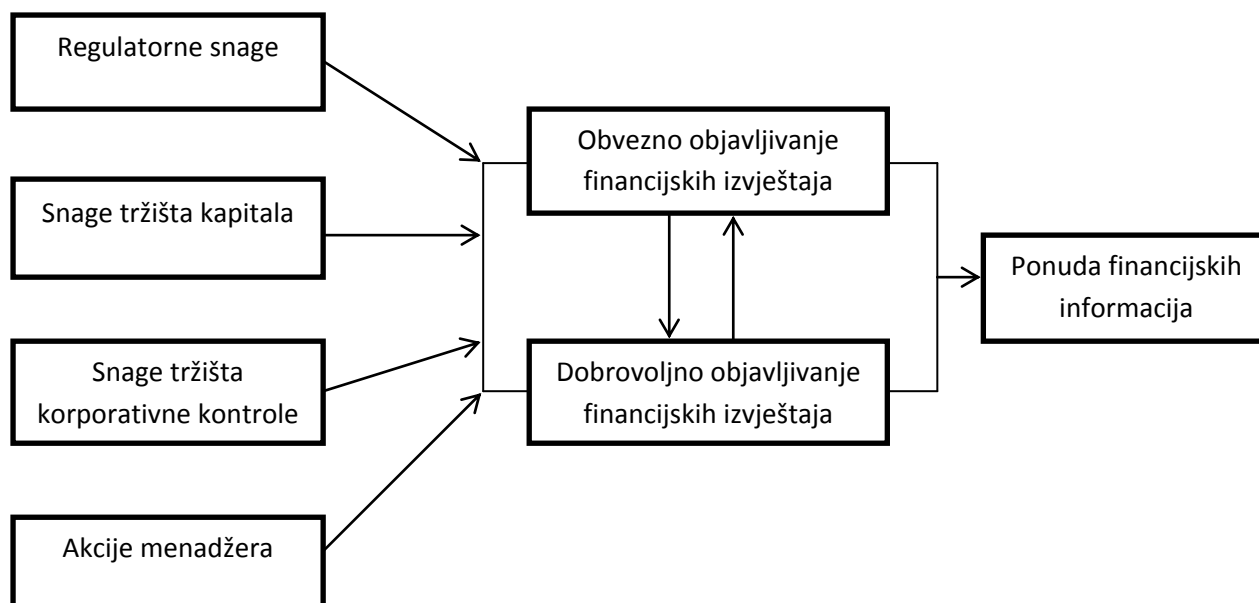 Regulatorne snage
Snage tržišta kapitala
Snage tržišta
korporativne kontrole
Akcije menadžera
Obvezno objavljivanje
financijskih izvještaja
Dobrovoljno objavljivanje
financijskih izvještaja
Ponuda financijskih
informacija